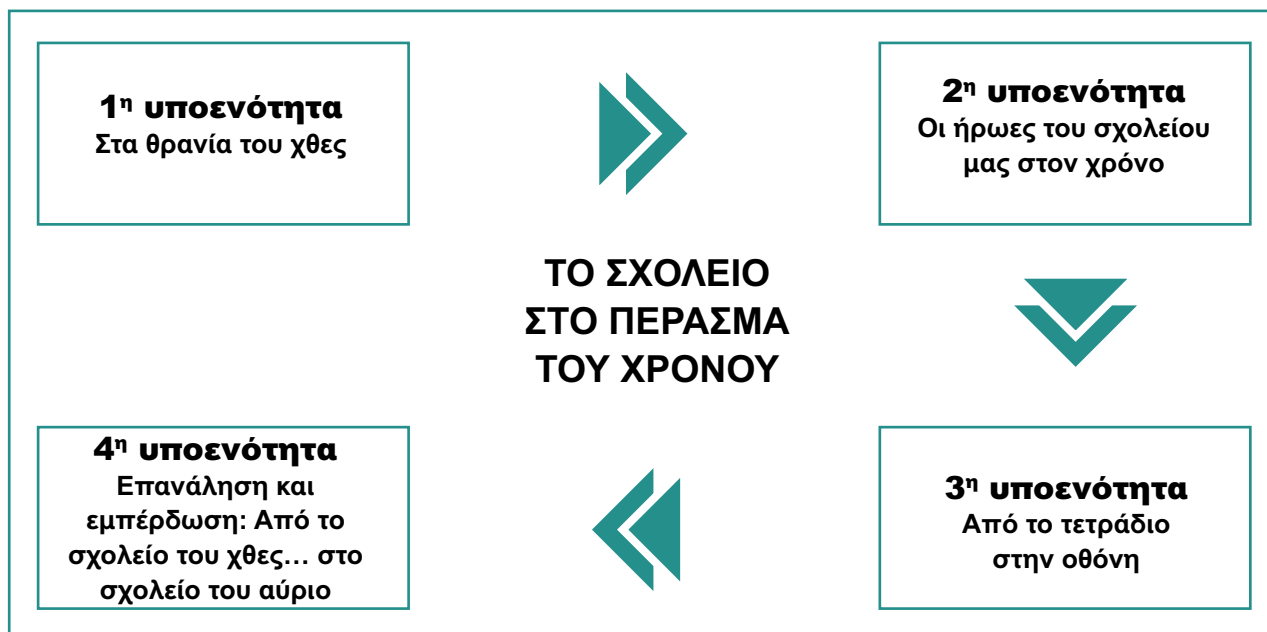 1η υποενότητα
Στα θρανία του χθες
2η υποενότητα
Οι ήρωες του σχολείου
μας στον χρόνο
ΤΟ ΣΧΟΛΕΙΟ
ΣΤΟ ΠΕΡΑΣΜΑ
ΤΟΥ ΧΡΟΝΟΥ
3η υποενότητα
Από το τετράδιο
στην οθόνη
4η υποενότητα
Επανάληση και
εμπέρδωση: Από το
σχολείο του χθες… στο
σχολείο του αύριο